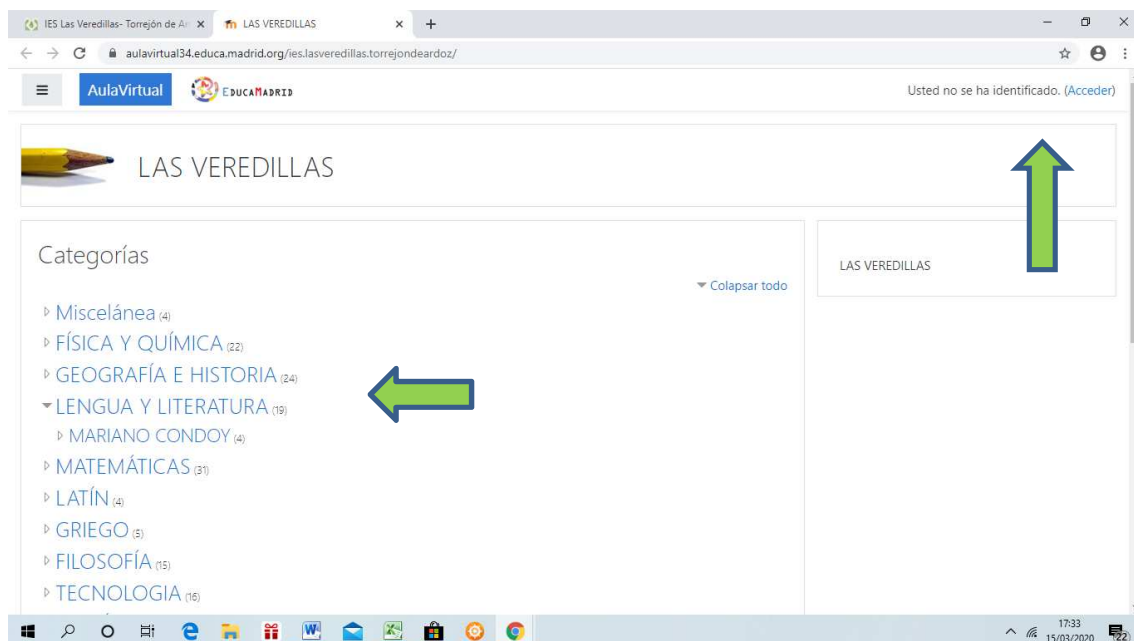 IES Las Veredillas- Torrejón de Ar
LAS VEREDILLAS
aulavirtual34.educa.madrid.org/ies.lasveredillas.torrejondeardoz/
AulaVirtual
EDUCAMADRID
Usted no se ha identificado. (Acceder)
LAS VEREDILLAS
Categorías
LAS VEREDILLAS
Colapsar todo
Miscelánea (4)
FÍSICA Y QUÍMICA (22)
GEOGRAFÍA E HISTORIA (24)
LENGUA Y LITERATURA (19)
MARIANO CONDOY (4)
MATEMÁTICAS (31)
LATÍN (4)
GRIEGO (5)
FILOSOFÍA (15)
TECNOLOGIA (16)
17:33
15/03/2020
22